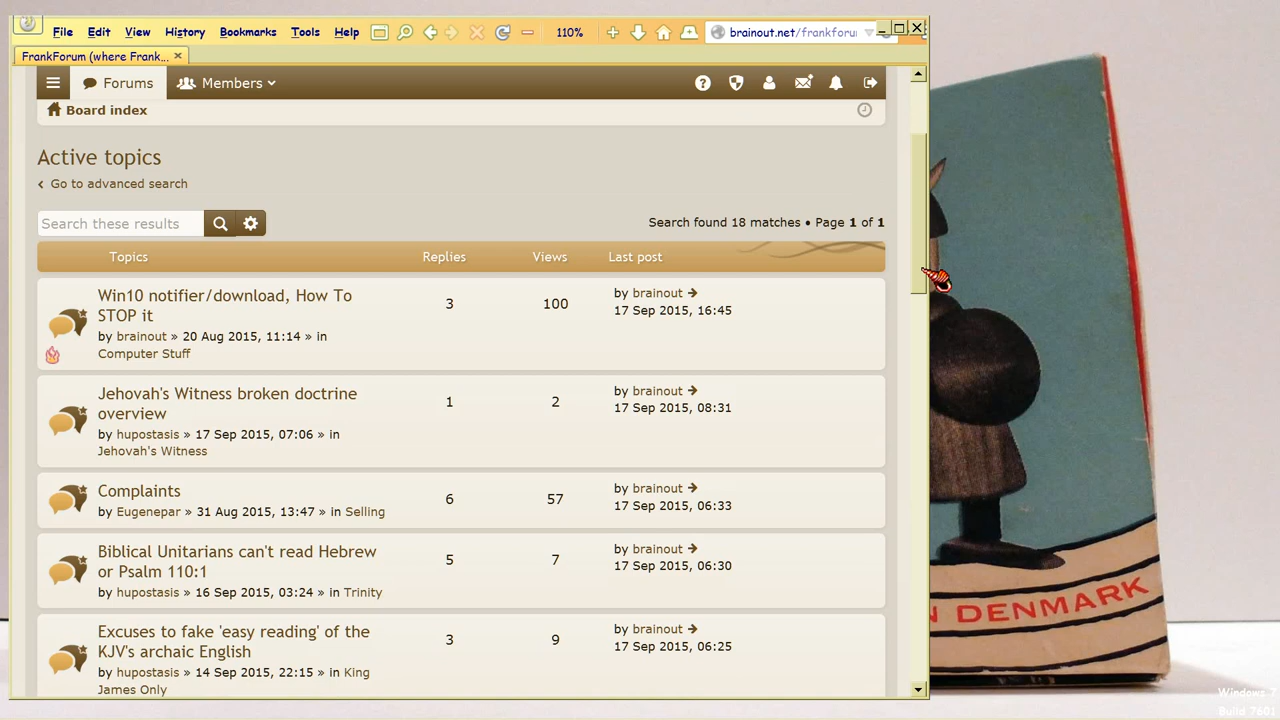 File Edit View History Bookmarks Tools Help 110% brainout.net/frankforu
FrankForum (where Frank...
Forums Members
Board index
Active topics
Go to advanced search
Search these results
Search found 18 matches • Page 1 of 1
Topics Replies Views Last post
Win10 notifier/download, How To STOP it
by brainout » 20 Aug 2015, 11:14 » in
Computer Stuff
3 100
by brainout
17 Sep 2015, 16:45
Jehovah's Witness broken doctrine
overview
by hupostasis » 17 Sep 2015, 07:06 » in
Jehovah's Witness
1 2
by brainout
17 Sep 2015, 08:31
Complaints
by Eugenepar » 31 Aug 2015, 13:47 » in Selling
6 57
by brainout
17 Sep 2015, 06:33
Biblical Unitarians can't read Hebrew
or Psalm 110:1
by hupostasis » 16 Sep 2015, 03:24 » in Trinity
5 7
by brainout
17 Sep 2015, 06:30
Excuses to fake 'easy reading' of the
KJV's archaic English
by hupostasis » 14 Sep 2015, 22:15 » in King
James Only
3 9
by brainout
17 Sep 2015, 06:25
DENMARK
Windows 7
Build 7601